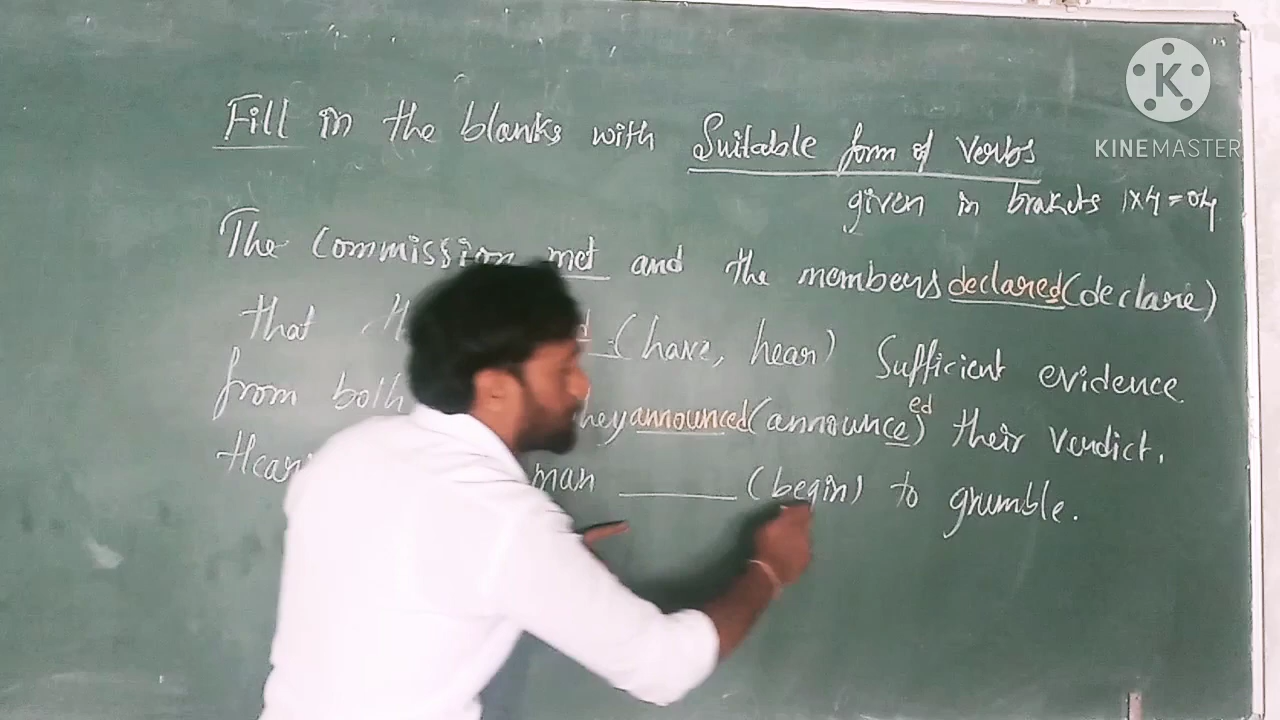 Fill in the blanks with Suitable form of Verbs
given in brakets 1×4=04
The Commission met and the members declared (declare)
that (have, hear) Sufficient evidence
from both they announced (announce) ed their verdict.
man ______ (begin) to grumble.
K
KINEMASTER